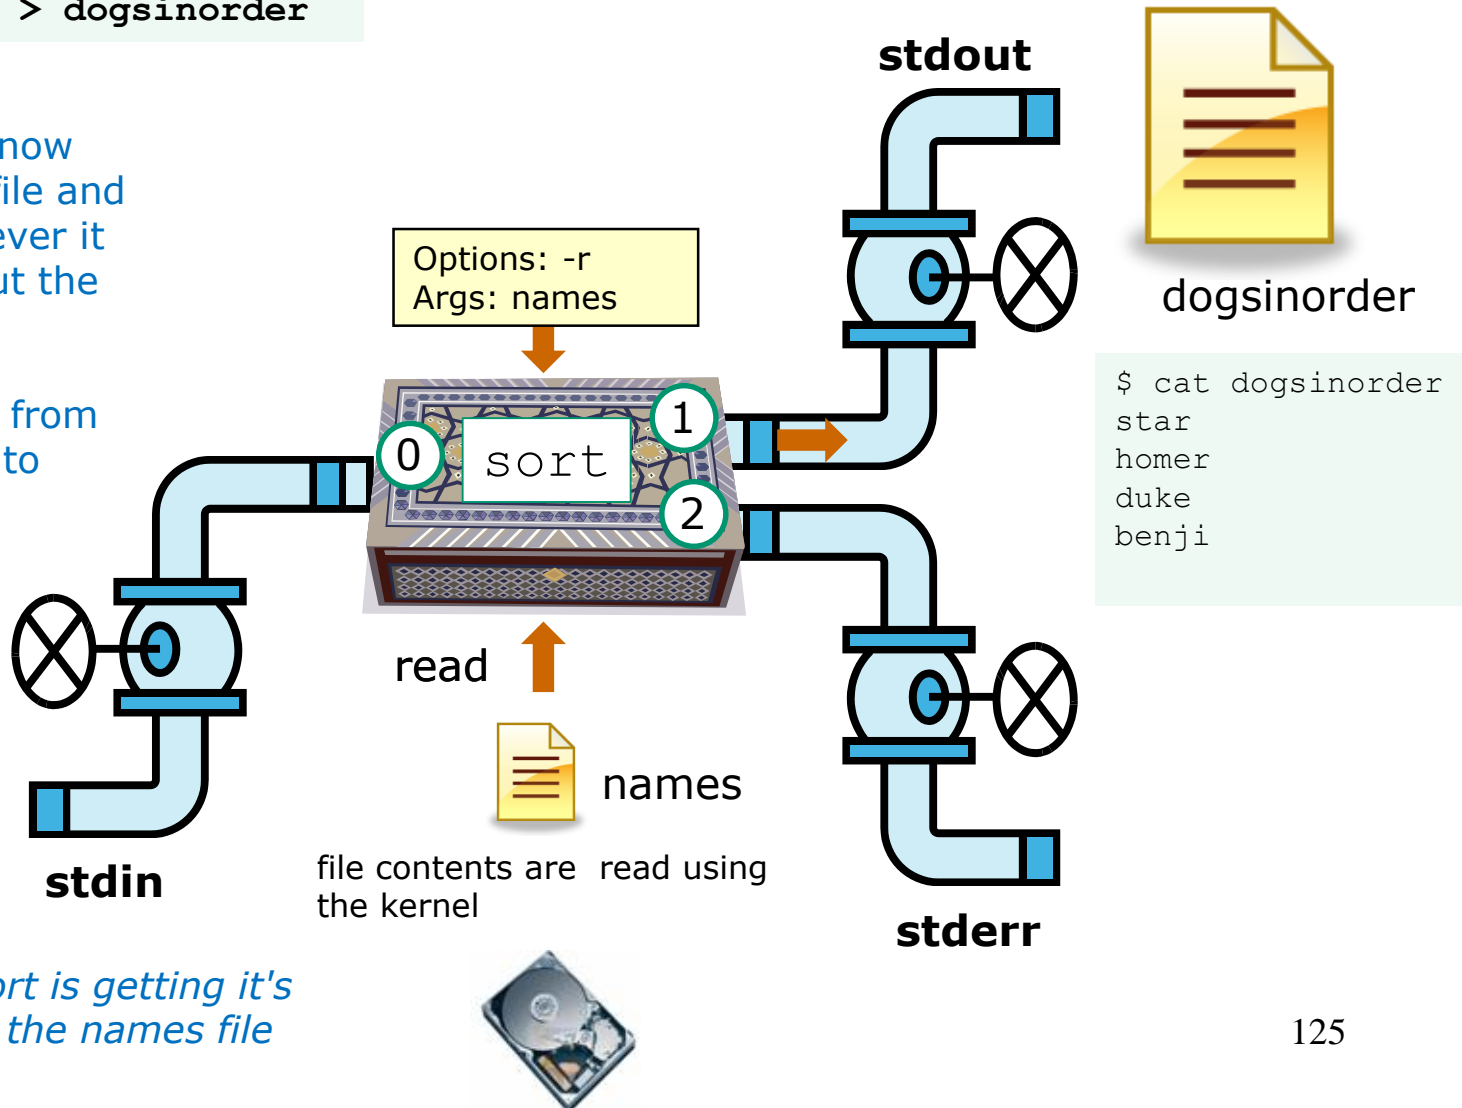 > dogsinorder
now
file and
ever it
ut the
from
to
stdout
Options: -r
Args: names
dogsinorder
$ cat dogsinorder
star
homer
duke
benji
0
sort
1
2
read
names
stdin
file contents are  read using
the kernel
stderr
ort is getting it's
the names file
125